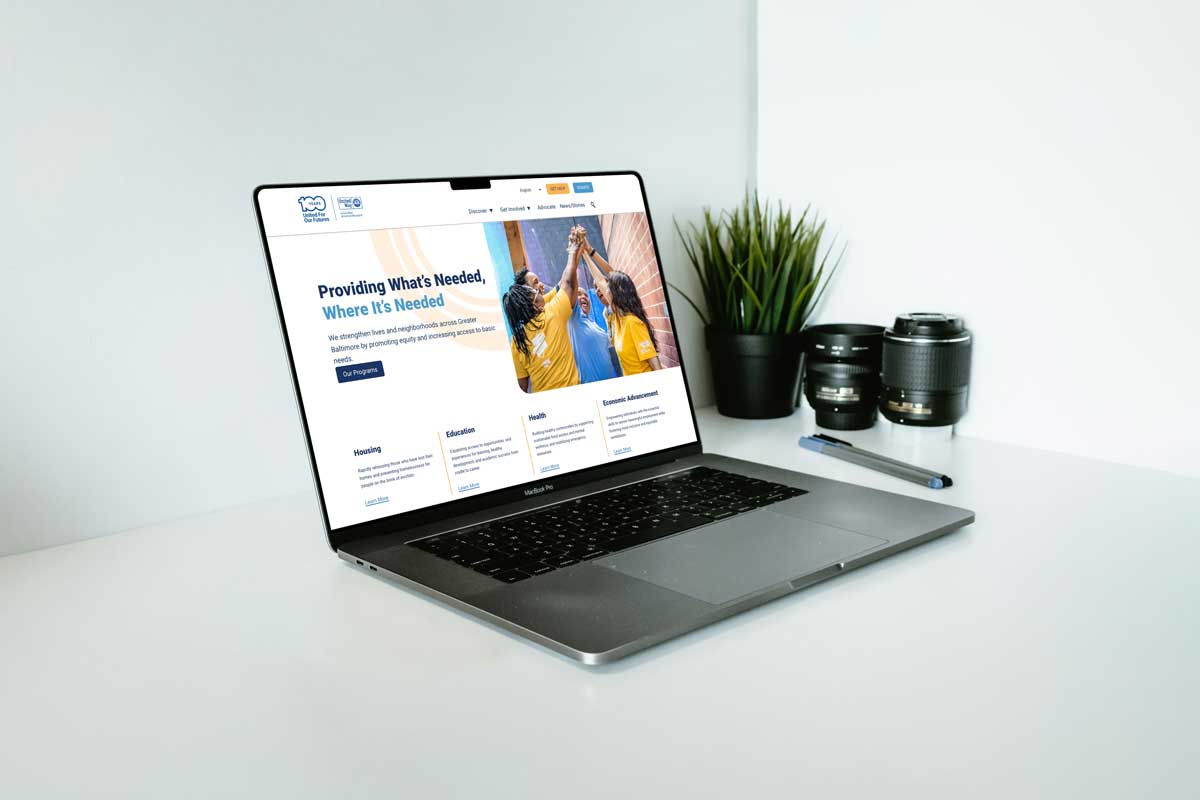 100
YEARS
United For
Our Futures
United
Way
English
GET HELP
DONATE
Discover
Get Involved
Advocate
News/Stories
Providing What's Needed,
Where It's Needed
We strengthen lives and neighborhoods across Greater
Baltimore by promoting equity and increasing access to basic
needs.
Our Programs
Housing
Rapidly rehousing those who have lost their
homes and preventing homelessness for
people on the brink of eviction.
Learn More
Education
Expanding access to opportunities and
experiences for learning, healthy
development, and academic success from
cradle to career.
Learn More
Health
Building healthy communities by supporting
sustainable food access and mental
wellness, and mobilizing emergency
resources.
Learn More
Economic Advancement
Empowering individuals with the essential
skills to secure meaningful employment while
fostering more inclusive and equitable
workplaces.
Learn More
MacBook Pro